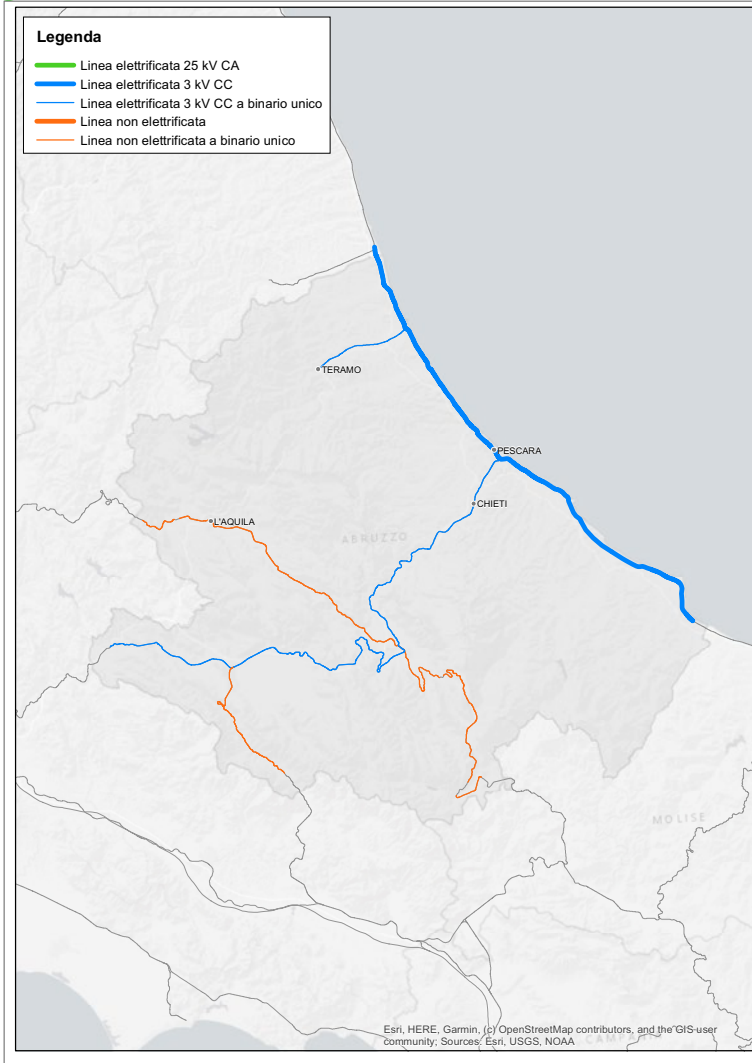 Legenda
Linea elettrificata 25 kV CA
Linea elettrificata 3 kV CC
Linea elettrificata 3 kV CC a binario unico
Linea non elettrificata
Linea non elettrificata a binario unico
TERAMO
PESCARA
CHIETI
L'AQUILA
ABRUZZO
MOLISE
Esri, HERE, Garmin, (c) OpenStreetMap contributors, and the GIS user
community; Sources: Esri, USGS, NOAA
CAMPANIA